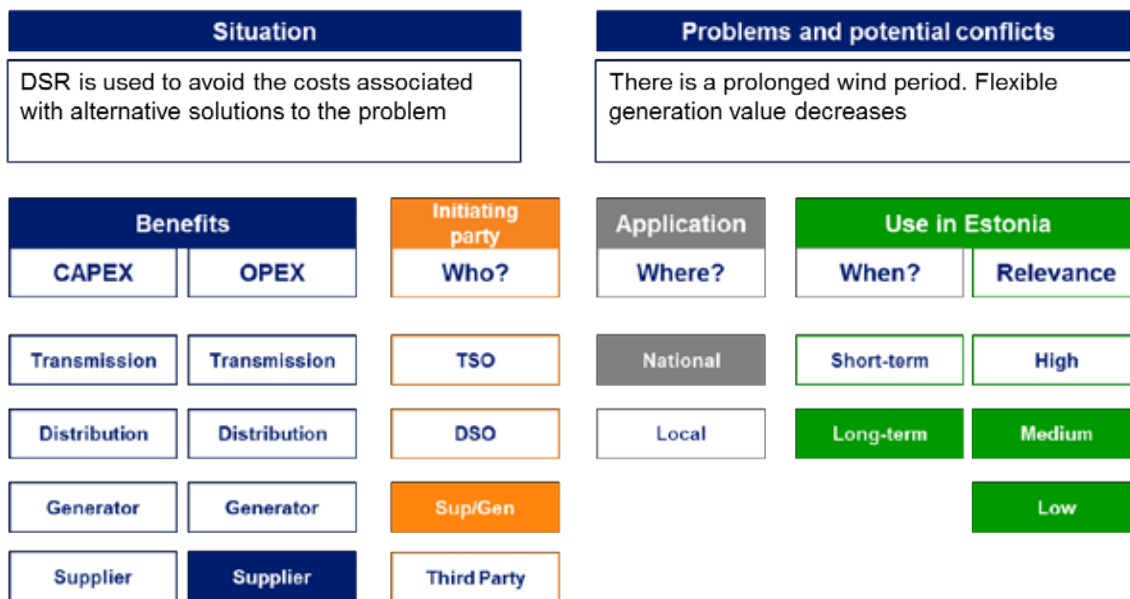 Situation
DSR is used to avoid the costs associated
with alternative solutions to the problem
Problems and potential conflicts
There is a prolonged wind period. Flexible
generation value decreases
Benefits
CAPEX
OPEX
Initiating
party
Who?
Application
Where?
Use in Estonia
When?
Relevance
Transmission
Transmission
TSO
National
Short-term
High
Distribution
Distribution
DSO
Local
Long-term
Medium
Generator
Generator
Sup/Gen
Low
Supplier
Supplier
Third Party